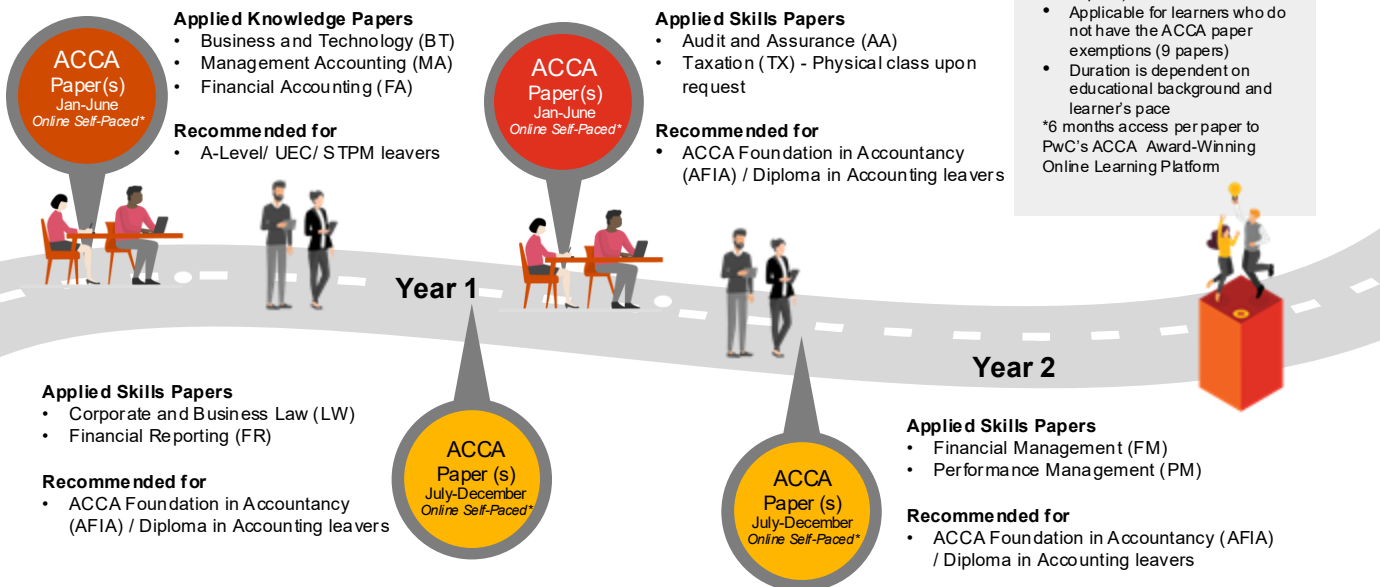 ACCA
Paper(s)
Jan-June
Online Self-Paced*
Applied Knowledge Papers
• Business and Technology (BT)
• Management Accounting (MA)
• Financial Accounting (FA)
Recommended for
• A-Level/ UEC/ STPM leavers
ACCA
Paper(s)
Jan-June
Online Self-Paced*
Applied Skills Papers
• Audit and Assurance (AA)
• Taxation (TX) - Physical class upon
request
Recommended for
• ACCA Foundation in Accountancy
(AFIA) / Diploma in Accounting leavers
• Applicable for learners who do
not have the ACCA paper
exemptions (9 papers)
• Duration is dependent on
educational background and
learner's pace
*6 months access per paper to
PwC's ACCA Award-Winning
Online Learning Platform
Year 1
Year 2
Applied Skills Papers
• Corporate and Business Law (LW)
• Financial Reporting (FR)
Recommended for
• ACCA Foundation in Accountancy
(AFIA) / Diploma in Accounting leavers
ACCA
Paper (s)
July-December
Online Self-Paced*
ACCA
Paper (s)
July-December
Online Self-Paced*
Applied Skills Papers
• Financial Management (FM)
• Performance Management (PM)
Recommended for
• ACCA Foundation in Accountancy (AFIA)
/ Diploma in Accounting leavers